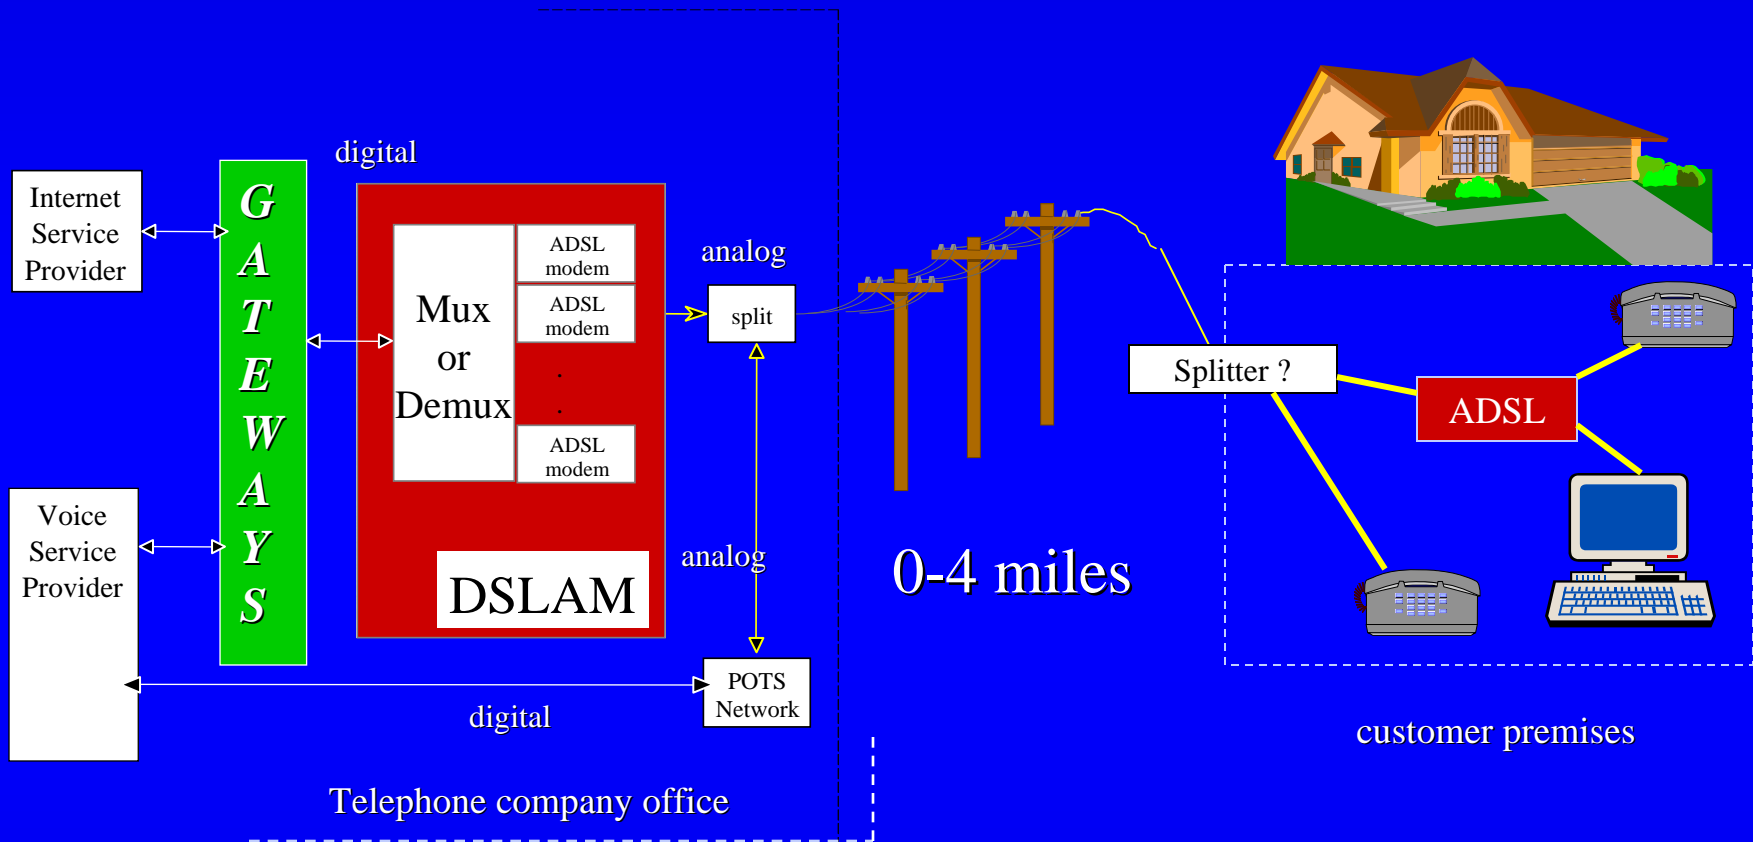 digital
Internet
Service
Provider
GATEWAYS
Mux
or
Demux
ADSL
modem
ADSL
modem
.
.
ADSL
modem
DSLAM
analog
split
analog
Voice
Service
Provider
digital
POTS
Network
Telephone company office
0-4 miles
Splitter ?
ADSL
customer premises